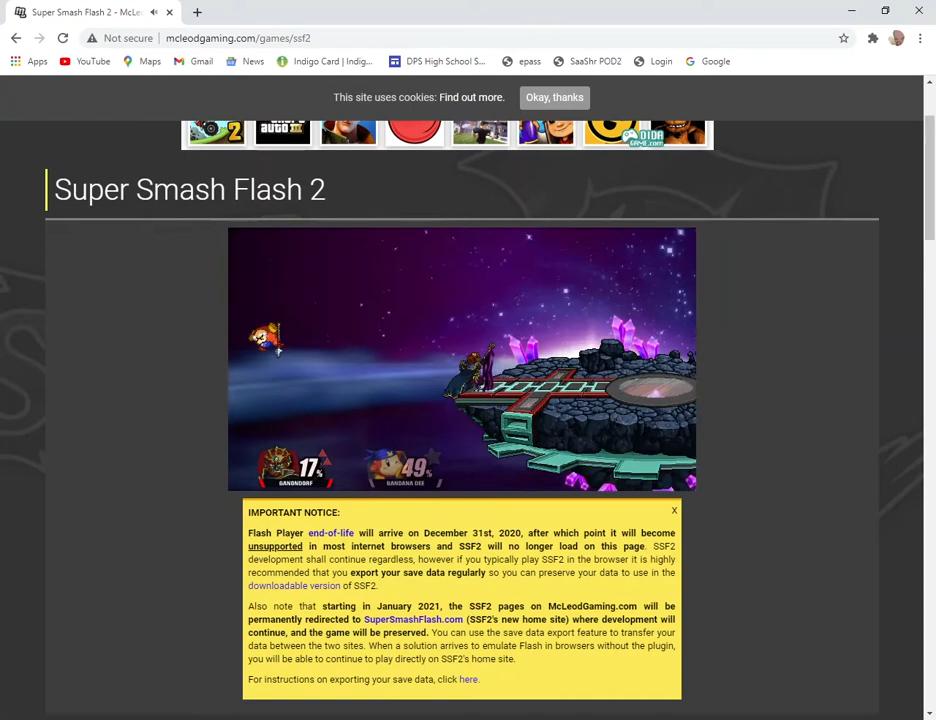 Super Smash Flash 2 - McLe
Not secure mcleodgaming.com/games/ssf2
Apps YouTube Maps Gmail News Indigo Card | Indig... DPS High School S... epass SaaShr POD2 Login Google
This site uses cookies: Find out more. Okay, thanks
2
DIDA
GAME.com
Super Smash Flash 2
17%
GANONDORF
49%
BANDANA DEE
IMPORTANT NOTICE: X
Flash Player end-of-life will arrive on December 31st, 2020, after which point it will become
unsupported in most internet browsers and SSF2 will no longer load on this page. SSF2
development shall continue regardless, however if you typically play SSF2 in the browser it is highly
recommended that you export your save data regularly so you can preserve your data to use in the
downloadable version of SSF2.
Also note that starting in January 2021, the SSF2 pages on McLeodGaming.com will be
permanently redirected to SuperSmashFlash.com (SSF2's new home site) where development will
continue, and the game will be preserved. You can use the save data export feature to transfer your
data between the two sites. When a solution arrives to emulate Flash in browsers without the plugin,
you will be able to continue to play directly on SSF2's home site.
For instructions on exporting your save data, click here.